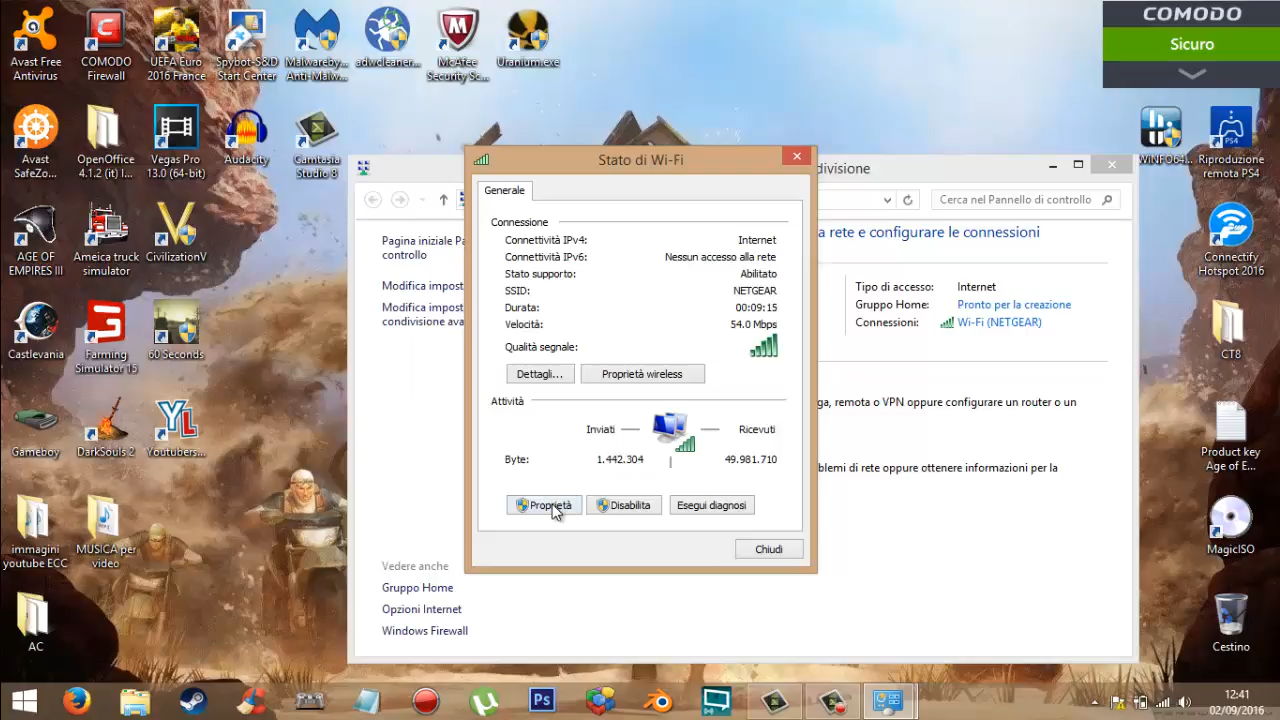 Avast Free
Antivirus
COMODO
Firewall
UEFA Euro
2016 France
Spybot-S&D
Start Center
Malwareby...
Anti-Malw...
adwcleaner...
McAfee
Security Sc...
Uranium.exe
COMODO
Sicuro
Avast
SafeZo...
OpenOffice
4.1.2 (it) I...
Vegas Pro
13.0 (64-bit)
Audacity
Camtasia
Studio 8
Riproduzione
remota PS4
AGE OF
EMPIRES III
Ameica truck
simulator
CivilizationV
Connectify
Hotspot 2016
Castlevania
Farming
Simulator 15
60 Seconds
CT8
Gameboy
DarkSouls 2
YL
Youtubers...
Product key
Age of E...
immagini
youtube ECC
MUSICA per
video
MagicISO
AC
Cestino
divisione
Cerca nel Pannello di controllo
Pagina iniziale Pa
controllo
Modifica impost
Modifica impost
condivisione ava
a rete e configurare le connessioni
Tipo di accesso: Internet
Gruppo Home: Pronto per la creazione
Connessioni: Wi-Fi (NETGEAR)
ga, remota o VPN oppure configurare un router o un
blemi di rete oppure ottenere informazioni per la
Vedere anche
Gruppo Home
Opzioni Internet
Windows Firewall
Stato di Wi-Fi
Generale
Connessione
Connettività IPv4: Internet
Connettività IPv6: Nessun accesso alla rete
Stato supporto: Abilitato
SSID: NETGEAR
Durata: 00:09:15
Velocità: 54.0 Mbps
Qualità segnale:
Dettagli... Proprietà wireless
Attività
Inviati Ricevuti
Byte: 1.442.304 49.981.710
Proprietà Disabilita Esegui diagnosi
Chiudi
Ps
12:41
02/09/2016